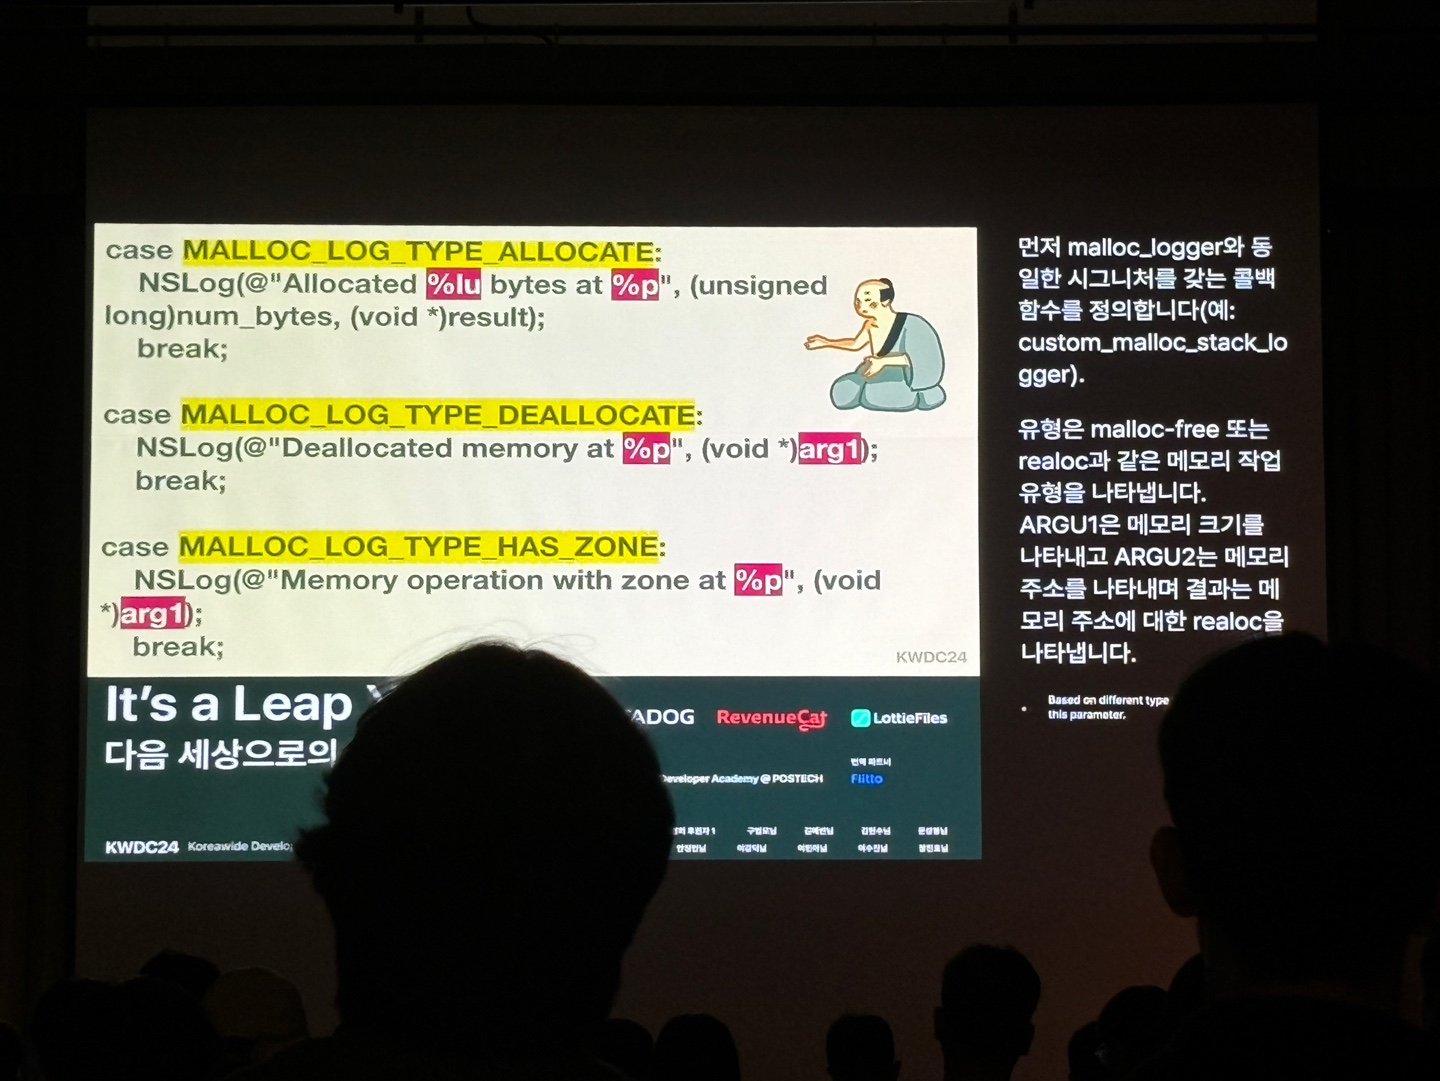 case MALLOC_LOG_TYPE_ALLOCATE:
NSLog(@"Allocated %lu bytes at %p", (unsigned
long)num_bytes, (void *)result);
break;
case MALLOC_LOG_TYPE_DEALLOCATE:
NSLog(@"Deallocated memory at %p", (void *)arg1);
break;
case MALLOC_LOG_TYPE_HAS_ZONE:
NSLog(@"Memory operation with zone at %p", (void
*)arg1);
break;
KWDC24
먼저 malloc_logger와 동
일한 시그니처를 갖는 콜백
함수를 정의합니다(예:
custom_malloc_stack_lo
gger).
유형은 malloc-free 또는
realoc과 같은 메모리 작업
유형을 나타냅니다.
ARGU1은 메모리 크기를
나타내고 ARGU2는 메모리
주소를 나타내며 결과는 메
모리 주소에 대한 realoc을
나타냅니다.
Based on different type
this parameter.
It's a Leap
다음 세상으로의
ADOG RevenueCat LottieFiles
번역 파트너
Developer Academy @ POSTECH Flitto
KWDC24 Koreawide Develo